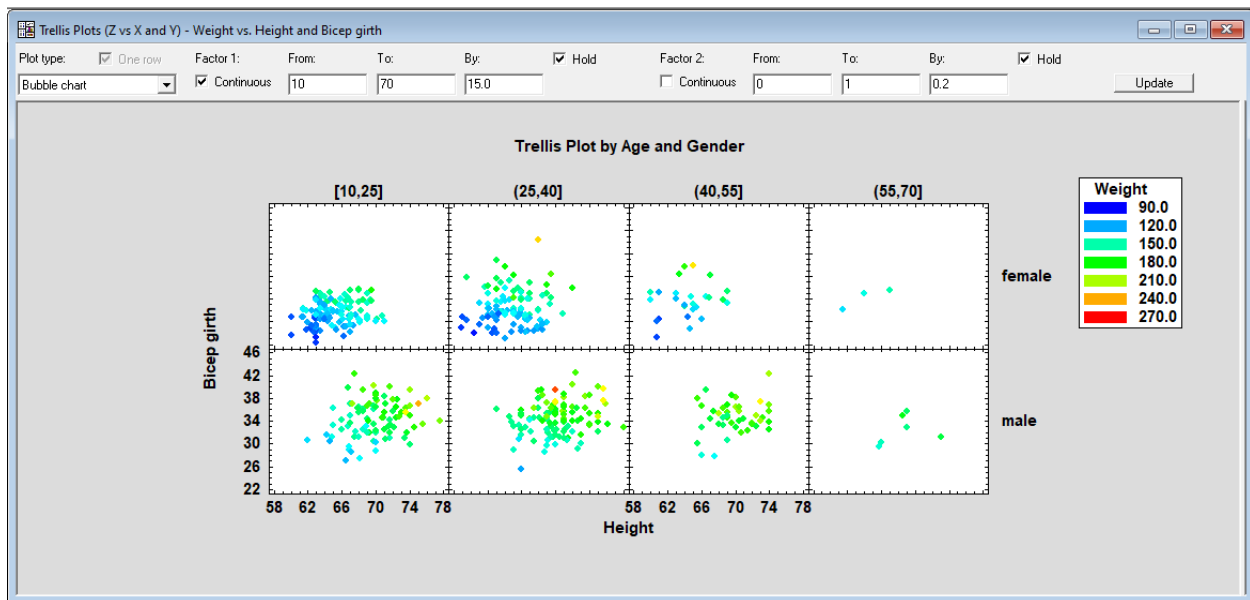 Trellis Plots (Z vs X and Y) - Weight vs. Height and Bicep girth
Plot type: One row Factor 1: From: To: By: Hold Factor 2: From: To: By: Hold
Bubble chart Continuous 10 70 15.0 Continuous 0 1 0.2 Update
Trellis Plot by Age and Gender
[10,25] (25,40] (40,55] (55,70]
Weight
90.0
120.0
150.0
180.0
210.0
240.0
270.0
female
male
Bicep girth
46
42
38
34
30
26
22
58 62 66 70 74 78 58 62 66 70 74 78
Height